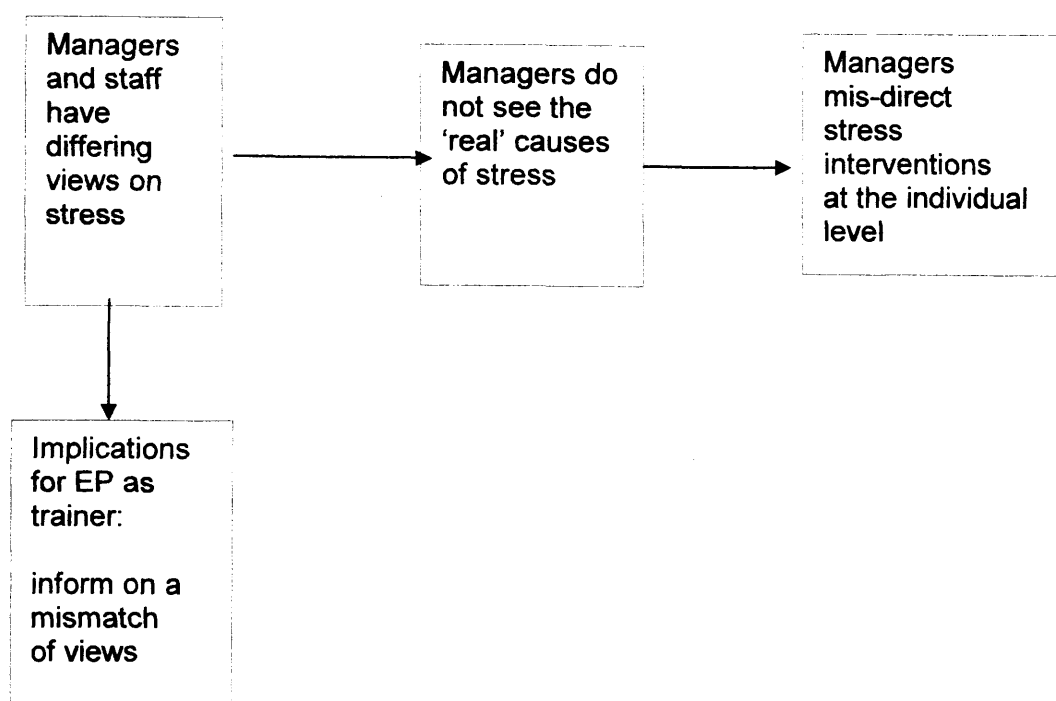 Managers
and staff
have
differing
views on
stress
Managers do
not see the
‘real’ causes
of stress
Managers
mis-direct
stress
interventions
at the individual
level
Implications
for EP as
trainer:
inform on a
mismatch
of views